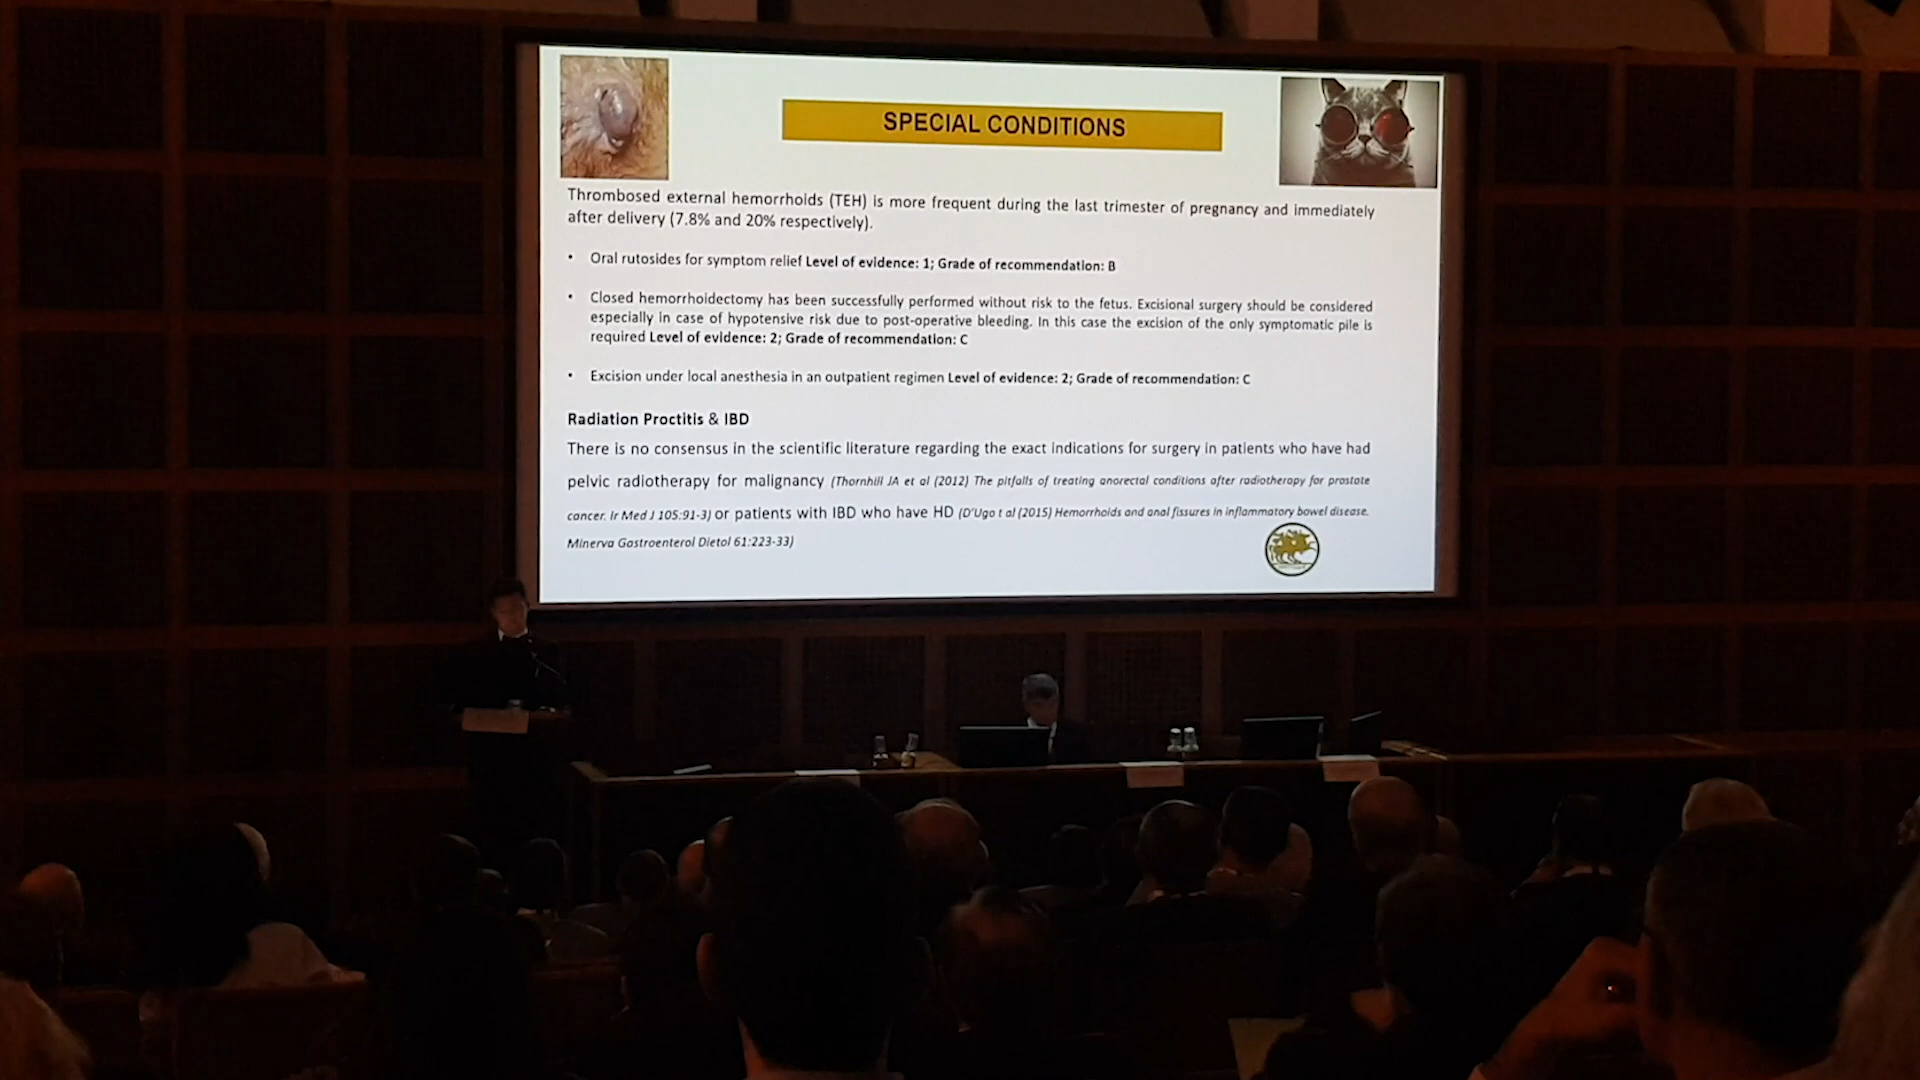 SPECIAL CONDITIONS
Thrombosed external hemorrhoids (TEH) is more frequent during the last trimester of pregnancy and immediately
after delivery (7.8% and 20% respectively).
• Oral rutosides for symptom relief Level of evidence: 1; Grade of recommendation: B
• Closed hemorrhoidectomy has been successfully performed without risk to the fetus. Excisional surgery should be considered
especially in case of hypotensive risk due to post-operative bleeding. In this case the excision of the only symptomatic pile is
required Level of evidence: 2; Grade of recommendation: C
• Excision under local anesthesia in an outpatient regimen Level of evidence: 2; Grade of recommendation: C
Radiation Proctitis & IBD
There is no consensus in the scientific literature regarding the exact indications for surgery in patients who have had
pelvic radiotherapy for malignancy (Thornhill JA et al (2012) The pitfalls of treating anorectal conditions after radiotherapy for prostate
cancer. Ir Med J 105:91-3) or patients with IBD who have HD (D'Ugo t al (2015) Hemorrhoids and anal fissures in inflammatory bowel disease.
Minerva Gastroenterol Dietol 61:223-33)